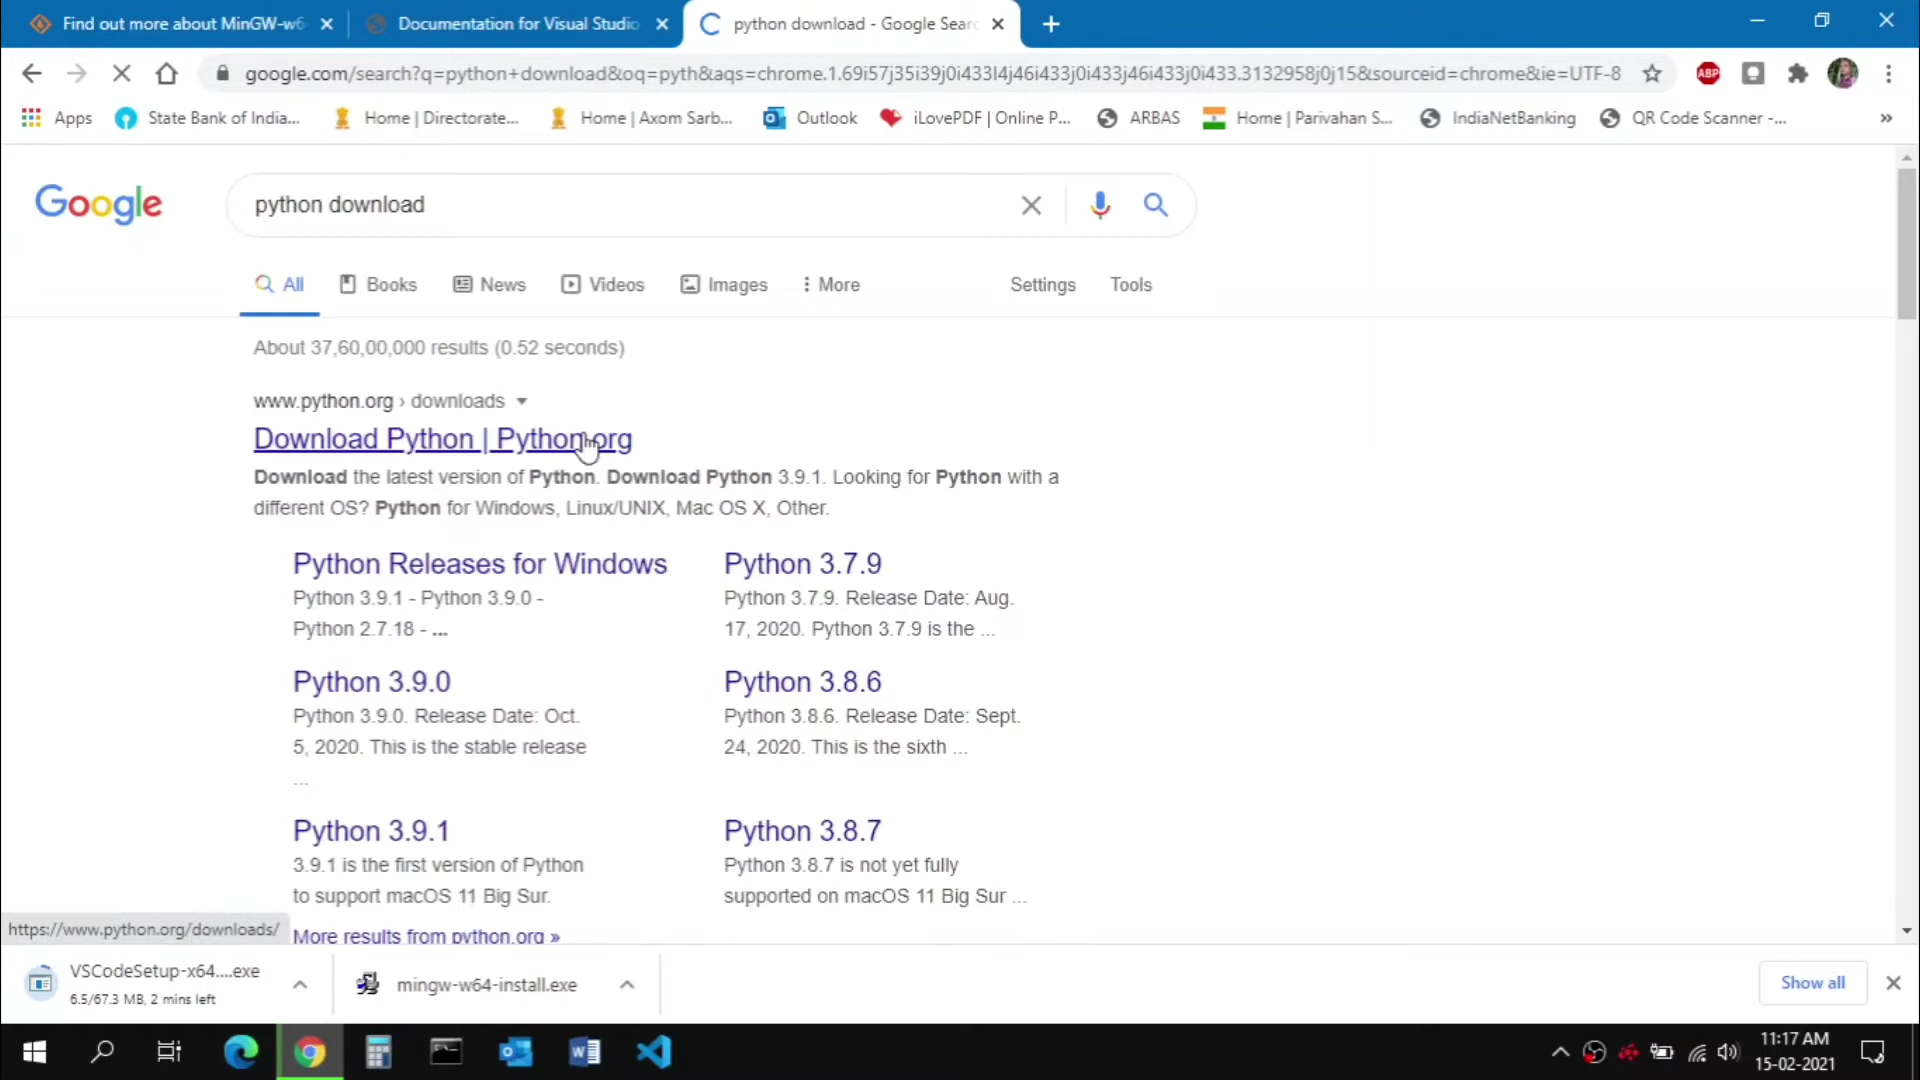 Find out more about MinGW-w6
Documentation for Visual Studio
python download - Google Sear
google.com/search?q=python+download&oq=pyth&aqs=chrome.1.69i57j35i39j0i433l4j46i433j0i433j46i433j0i433.3132958j0j15&sourceid=chrome&ie=UTF-8
ABP
Apps
State Bank of India...
Home | Directorate...
Home | Axom Sarb...
Outlook
iLovePDF | Online P...
ARBAS
Home | Parivahan S...
IndiaNetBanking
QR Code Scanner -...
»
Google
python download
All
Books
News
Videos
Images
More
Settings
Tools
About 37,60,00,000 results (0.52 seconds)
www.python.org › downloads
Download Python | Python.org
Download the latest version of Python. Download Python 3.9.1. Looking for Python with a
different OS? Python for Windows, Linux/UNIX, Mac OS X, Other.
Python Releases for Windows
Python 3.9.1 - Python 3.9.0 -
Python 2.7.18 - ...
Python 3.7.9
Python 3.7.9. Release Date: Aug.
17, 2020. Python 3.7.9 is the ...
Python 3.9.0
Python 3.9.0. Release Date: Oct.
5, 2020. This is the stable release
...
Python 3.8.6
Python 3.8.6. Release Date: Sept.
24, 2020. This is the sixth ...
Python 3.9.1
3.9.1 is the first version of Python
to support macOS 11 Big Sur.
Python 3.8.7
Python 3.8.7 is not yet fully
supported on macOS 11 Big Sur ...
More results from python.org »
https://www.python.org/downloads/
VSCodeSetup-x64....exe
6.5/67.3 MB, 2 mins left
mingw-w64-install.exe
Show all
11:17 AM
15-02-2021